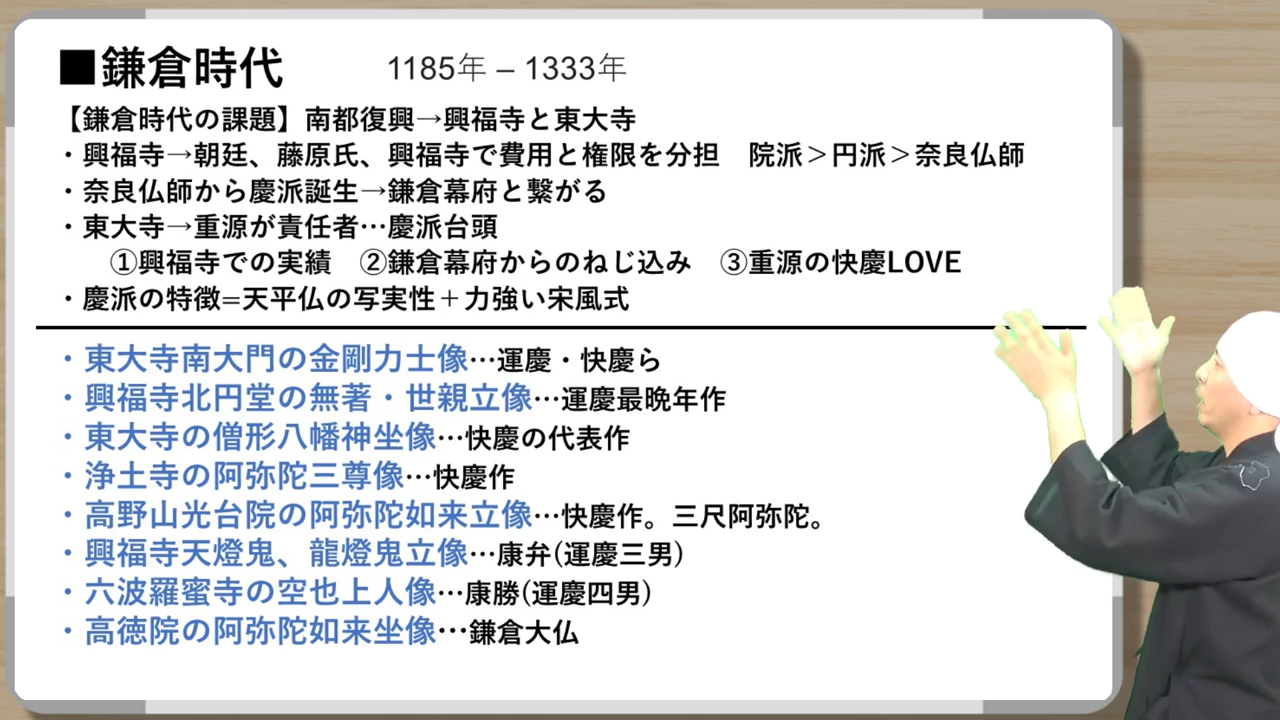 ■鎌倉時代 1185年 – 1333年
【鎌倉時代の課題】南都復興→興福寺と東大寺
・興福寺→朝廷、藤原氏、興福寺で費用と権限を分担 院派＞円派＞奈良仏師
・奈良仏師から慶派誕生→鎌倉幕府と繋がる
・東大寺→重源が責任者…慶派台頭
①興福寺での実績 ②鎌倉幕府からのねじ込み ③重源の快慶LOVE
・慶派の特徴=天平仏の写実性＋力強い宋風式
・東大寺南大門の金剛力士像…運慶・快慶ら
・興福寺北円堂の無著・世親立像…運慶最晩年作
・東大寺の僧形八幡神坐像…快慶の代表作
・浄土寺の阿弥陀三尊像…快慶作
・高野山光台院の阿弥陀如来立像…快慶作。三尺阿弥陀。
・興福寺天燈鬼、龍燈鬼立像…康弁(運慶三男)
・六波羅蜜寺の空也上人像…康勝(運慶四男)
・高徳院の阿弥陀如来坐像…鎌倉大仏